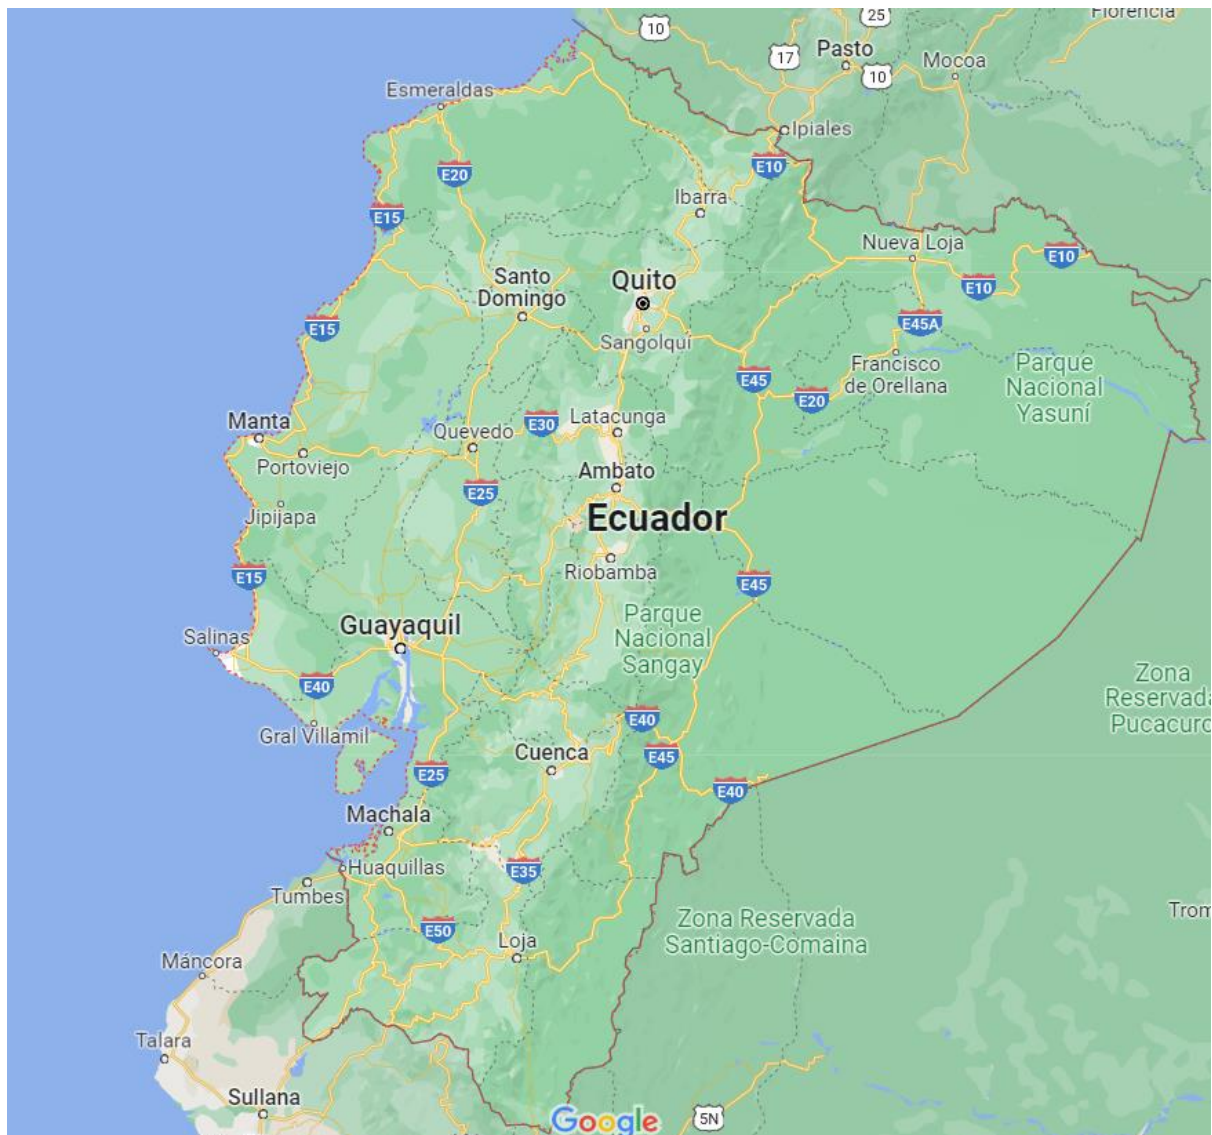 Florencia
25
10
Pasto
17
Mocoa
10
Esmeraldas
Ipiales
E10
E20
Ibarra
E15
Nueva Loja
E10
Santo
Domingo
Quito
E10
E15
E45A
Sangolquí
Francisco
de Orellana
Parque
Nacional
Yasuní
E45
E20
Manta
E30
Latacunga
Quevedo
Portoviejo
Ambato
E25
Jipijapa
Ecuador
E15
Riobamba
E45
Parque
Nacional
Sangay
Guayaquil
Salinas
E40
Zona
Reservada
Pucacuro
E40
Gral Villamil
Cuenca
E45
E25
E40
Machala
Huaquillas
E35
Tumbes
E50
Loja
Zona Reservada
Santiago-Comaina
Trom
Máncora
Talara
Sullana
Google
5N